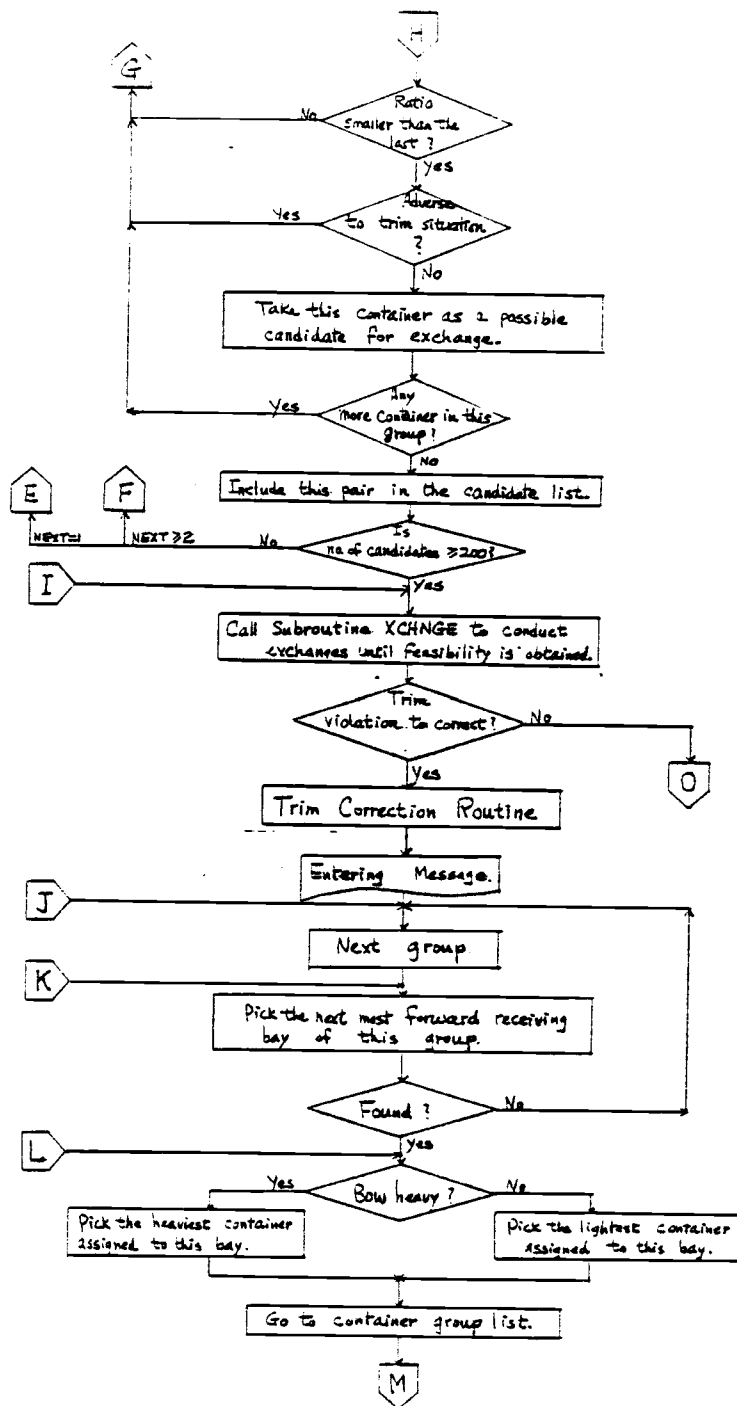 H
G
Ratio
smaller than the
last ?
No
Yes
Adverse
to trim situation
?
Yes
No
Take this container as a possible
candidate for exchange.
Any
more container in this
group?
Yes
No
Include this pair in the candidate list.
E
F
Is
no of candidates ≥200?
NEXT=1
NEXT ≥2
No
Yes
I
Call Subroutine XCHNGE to conduct
exchanges until feasibility is obtained.
Trim
violation to correct?
No
Yes
O
Trim Correction Routine
Entering Message.
J
Next group
K
Pick the next most forward receiving
bay of this group.
Found ?
No
Yes
L
Bow heavy ?
Yes
No
Pick the heaviest container
assigned to this bay.
Pick the lightest container
assigned to this bay.
Go to container group list.
M